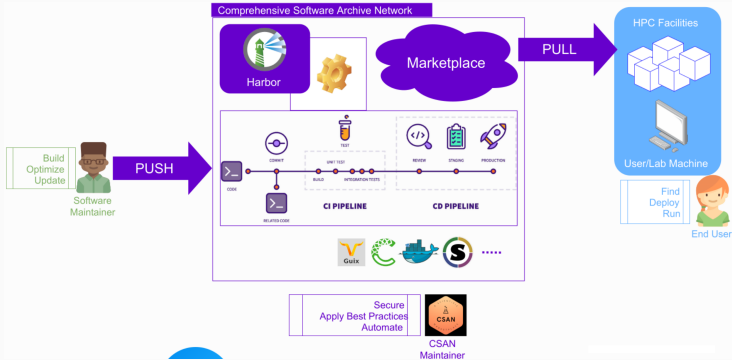 Comprehensive Software Archive Network
Harbor
Marketplace
PULL
HPC Facilities
User/Lab Machine
Build
Optimize
Update
Software
Maintainer
PUSH
TEST
COMMIT
UNIT TEST
REVIEW
STAGING
PRODUCTION
CODE
BUILD
INTEGRATION TESTS
RELATED CODE
CI PIPELINE
CD PIPELINE
Find
Deploy
Run
End User
Guix
S
.....
Secure
Apply Best Practices
Automate
CSAN
CSAN
Maintainer